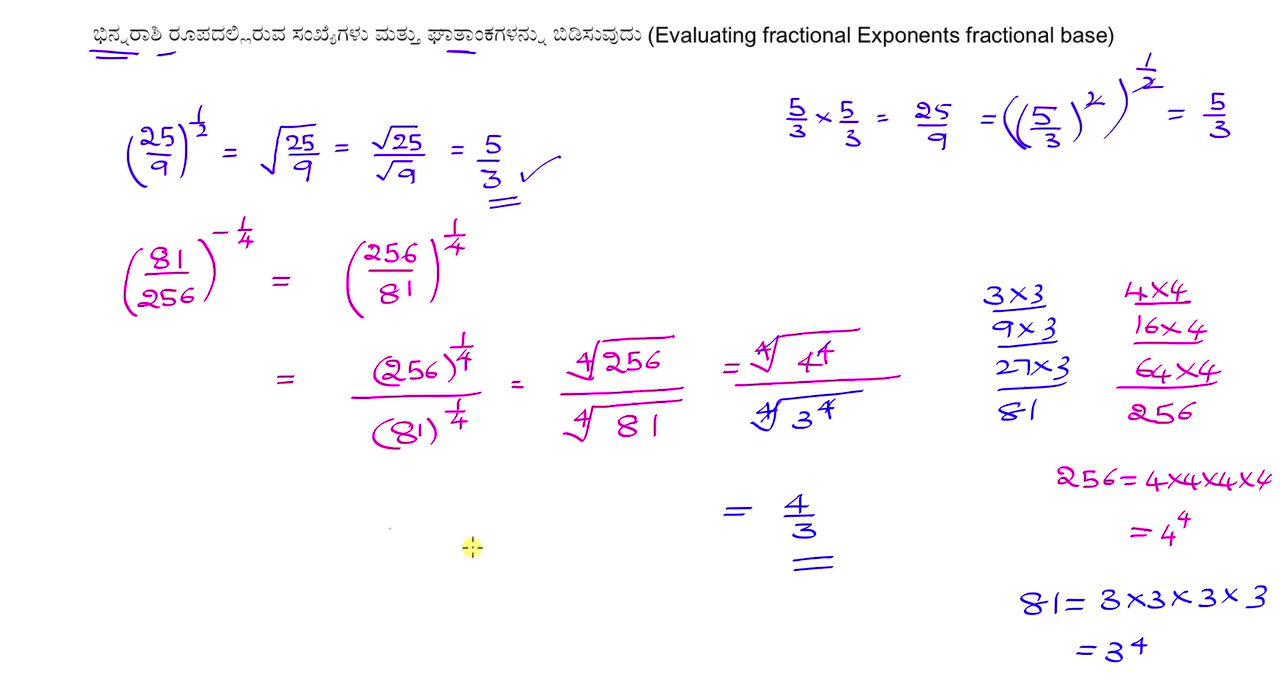 ಭಿನ್ನರಾಶಿ ರೂಪದಲ್ಲಿರುವ ಸಂಖ್ಯೆಗಳು ಮತ್ತು ಘಾತಾಂಕಗಳನ್ನು ಬಿಡಿಸುವುದು (Evaluating fractional Exponents fractional base)
(25/9)^(1/2) = √(25/9) = √25/√9 = 5/3 ✓
5/3 × 5/3 = 25/9 = ((5/3)^2)^(1/2) = 5/3
(81/256)^(-1/4) = (256/81)^(1/4)
= (256)^(1/4)/(81)^(1/4) = ∜256/∜81 = ∜4^4/∜3^4
= 4/3
3×3
9×3
27×3
81
4×4
16×4
64×4
256
256 = 4×4×4×4
= 4^4
81 = 3×3×3×3
= 3^4